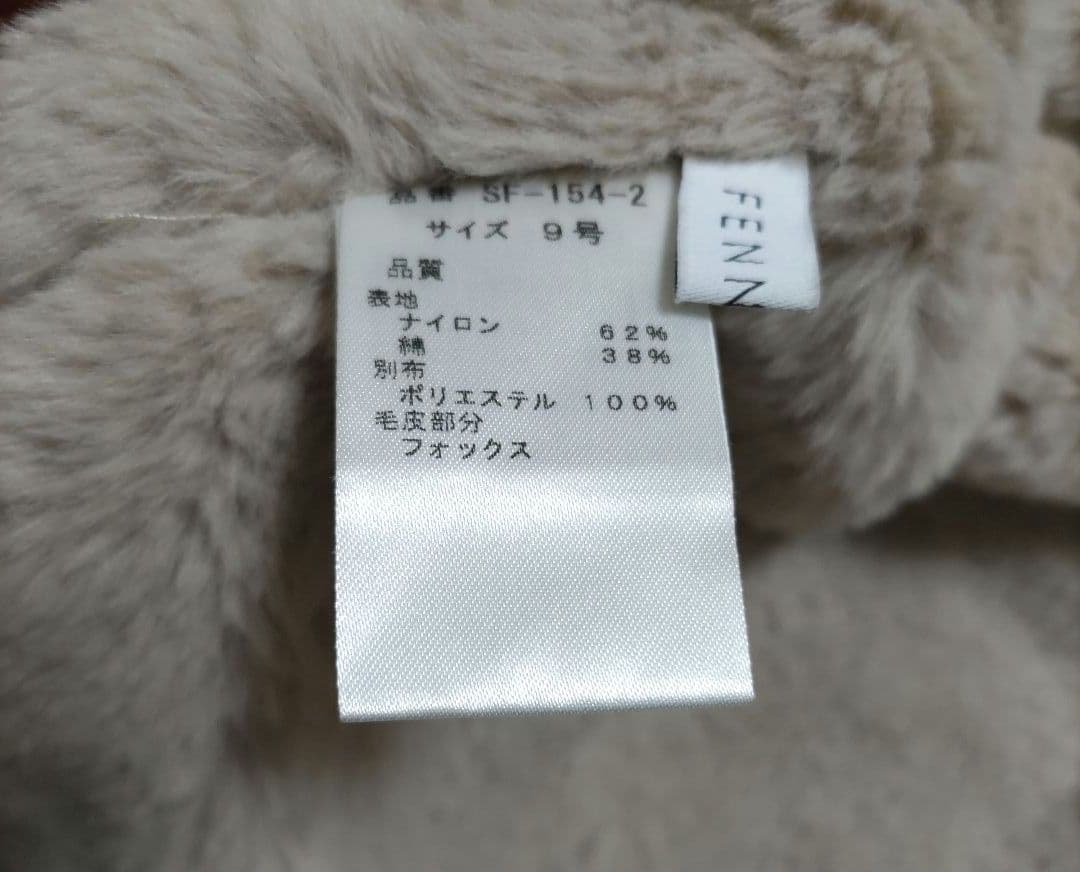 品番 SF-154-2
サイズ 9号
品質
表地
ナイロン 62%
綿 38%
別布
ポリエステル 100%
毛皮部分
フォックス
FENN